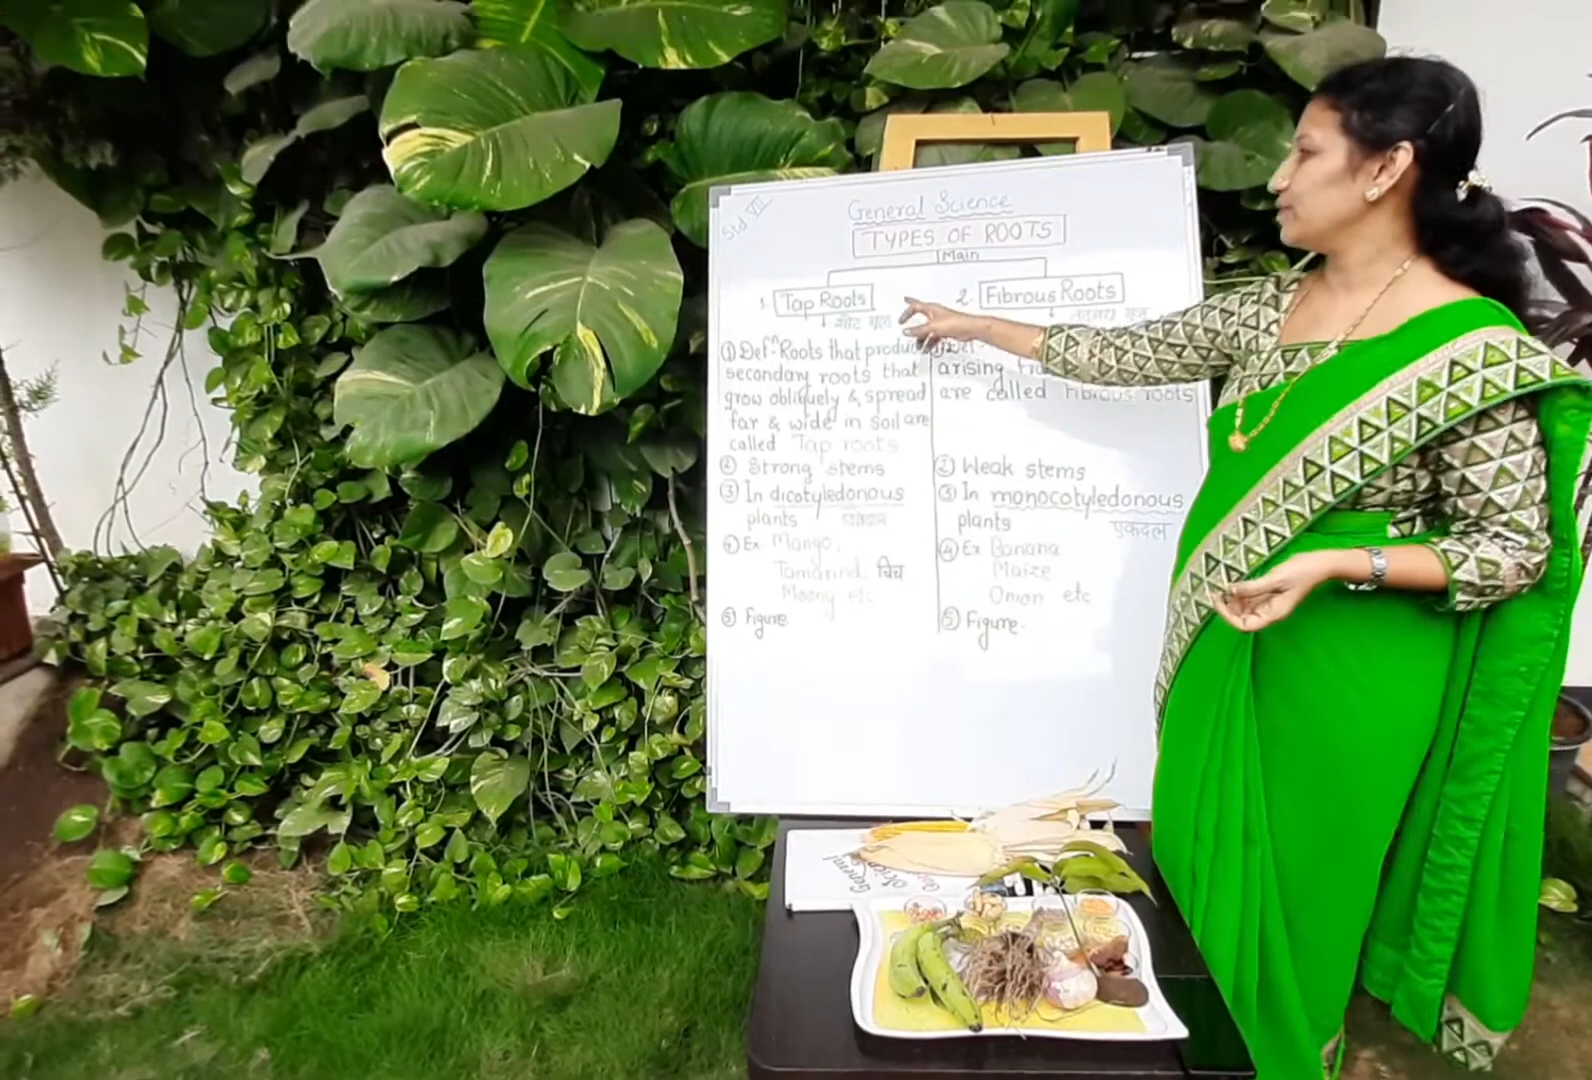 Std VII
General Science
TYPES OF ROOTS
Main
1. Tap Roots
सोट मूळ
① Defⁿ- Roots that produce
secondary roots that
grow obliquely & spread
far & wide in soil are
called Tap roots
② Strong stems
③ In dicotyledonous
plants
④ Ex Mango,
Tamarind, चिंच
Moong etc
⑤ Figure.
2. Fibrous Roots
arising
are called Fibrous roots
② Weak stems
③ In monocotyledonous
plants एकदल
④ Ex Banana
Maize
Onion etc
⑤ Figure.
General